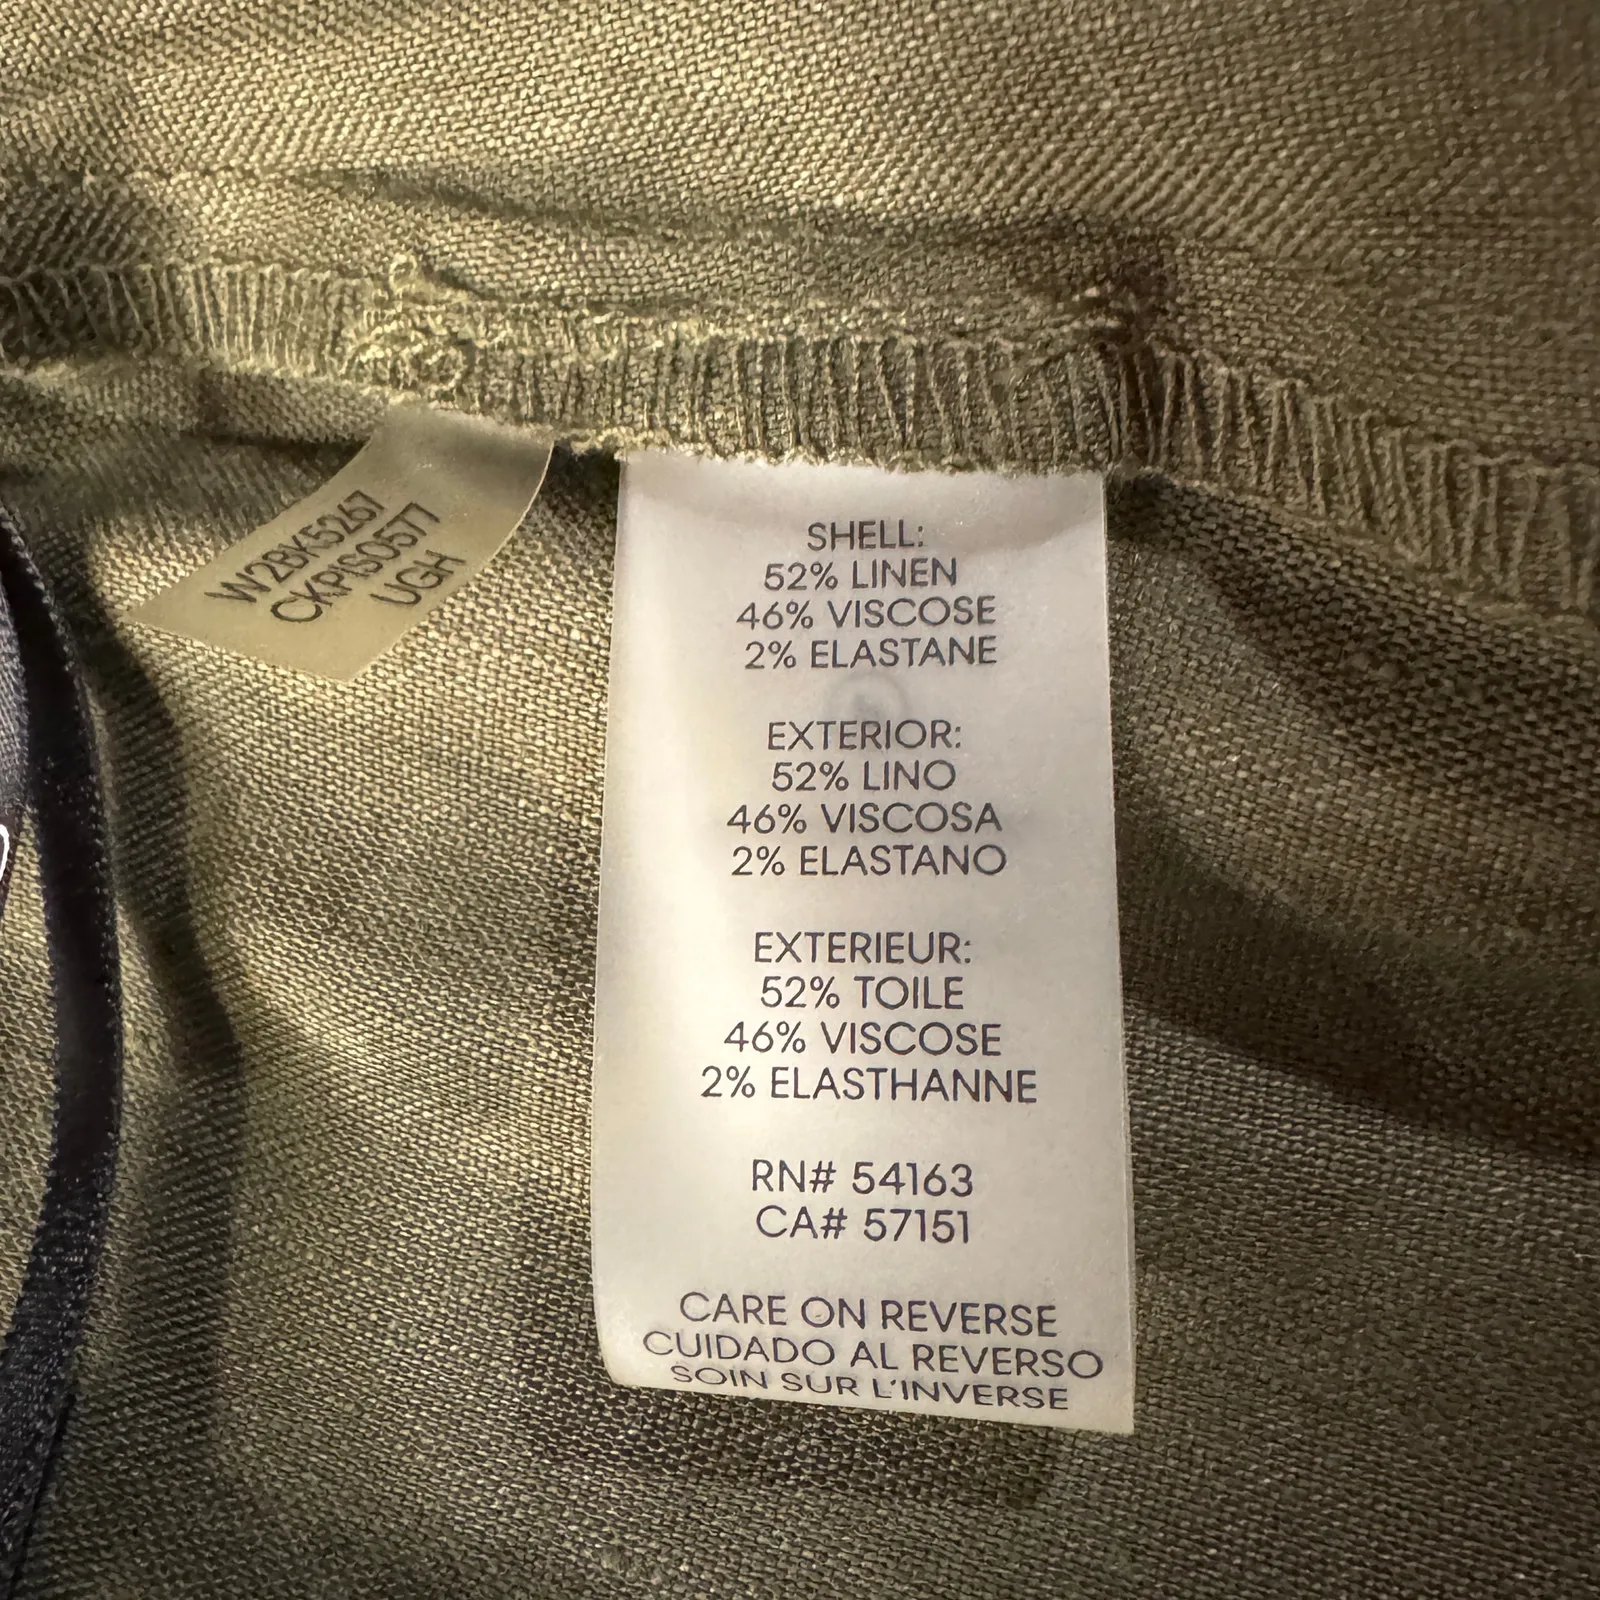 W2BK5267
CKPIS0577
UGH
SHELL:
52% LINEN
46% VISCOSE
2% ELASTANE
EXTERIOR:
52% LINO
46% VISCOSA
2% ELASTANO
EXTERIEUR:
52% TOILE
46% VISCOSE
2% ELASTHANNE
RN# 54163
CA# 57151
CARE ON REVERSE
CUIDADO AL REVERSO
SOIN SUR L'INVERSE